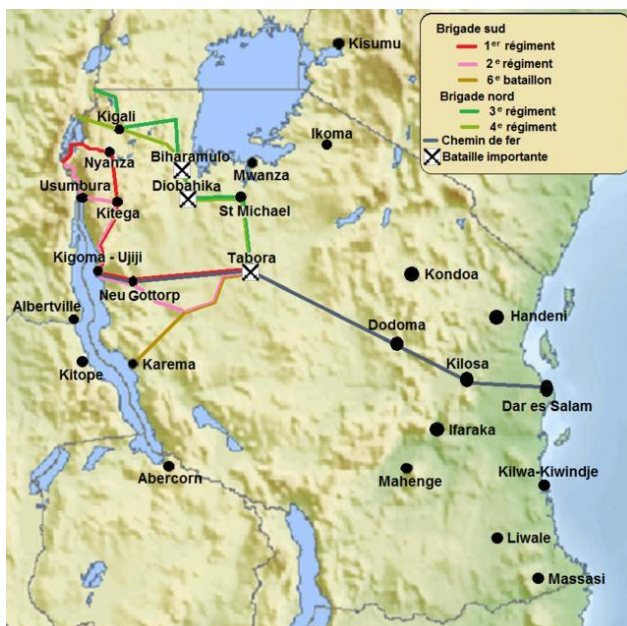 Brigade sud
1er régiment
2e régiment
6e bataillon
Brigade nord
3e régiment
4e régiment
Chemin de fer
Bataille importante
Kisumu
Kigali
Ikoma
Nyanza
Biharamulo
Mwanza
Usumbura
Diobahika
Kitega
St Michael
Kigoma - Ujiji
Tabora
Kondoa
Neu Gottorp
Albertville
Handeni
Dodoma
Karema
Kitope
Kilosa
Dar es Salam
Ifaraka
Abercorn
Mahenge
Kilwa-Kiwindje
Liwale
Massasi